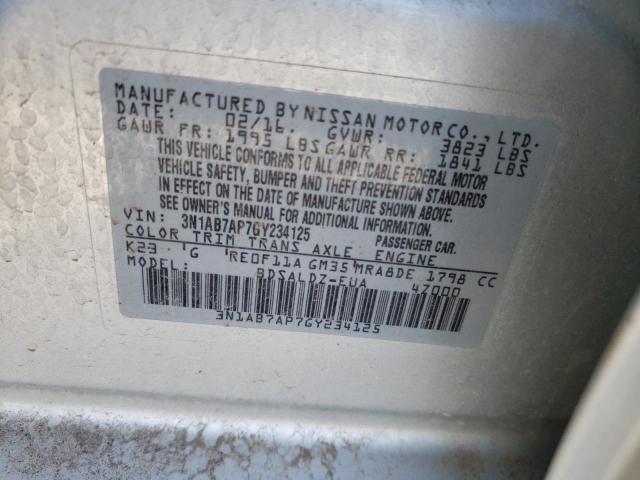 MANUFACTURED BY NISSAN MOTOR CO., LTD.
DATE: 02/16. GVWR: 3823 LBS
GAWR FR: 1995 LBS GAWR RR: 1841 LBS
THIS VEHICLE CONFORMS TO ALL APPLICABLE FEDERAL MOTOR
VEHICLE SAFETY, BUMPER AND THEFT PREVENTION STANDARDS
IN EFFECT ON THE DATE OF MANUFACTURE SHOWN ABOVE.
SEE OWNER'S MANUAL FOR ADDITIONAL INFORMATION.
VIN: 3N1AB7AP7GY234125 PASSENGER CAR.
COLOR TRIM TRANS AXLE ENGINE
K23 'G 'RE0F11A GM35 'MRA8DE 1798 CC
MODEL: BDSALDZ-EUA 47000
3N1AB7AP7GY234125